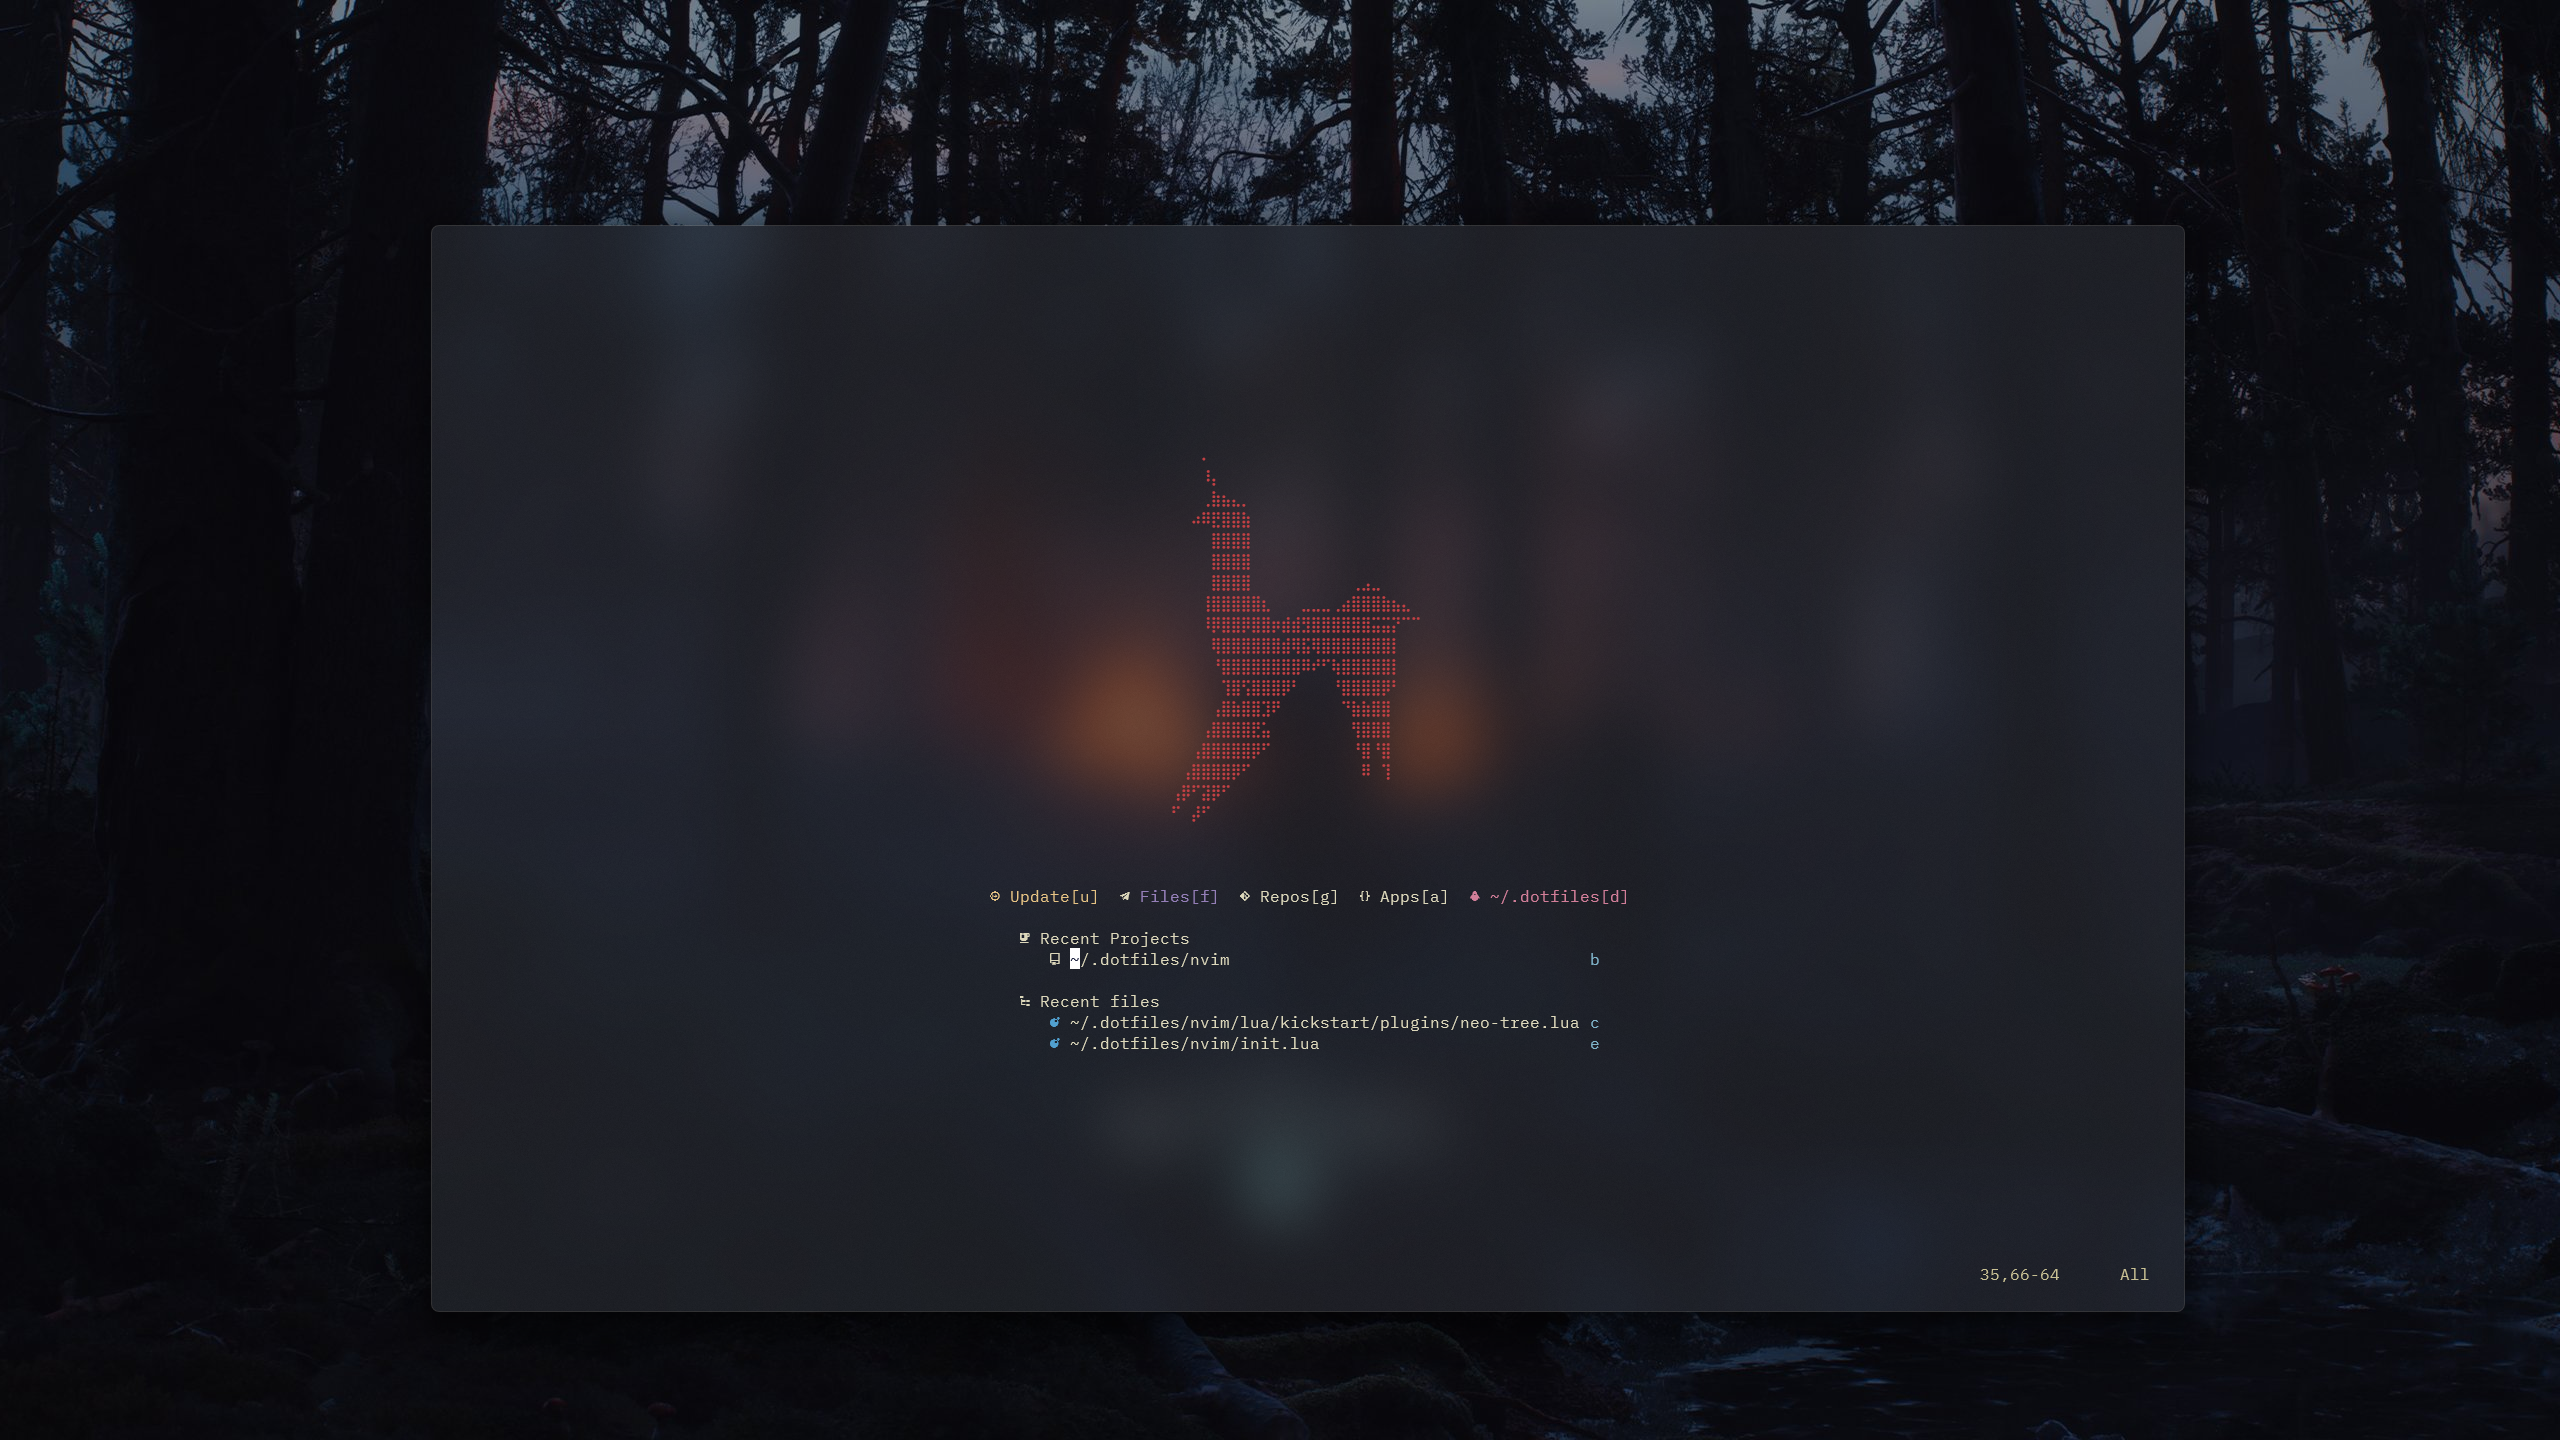 Update[u] Files[f] Repos[g] Apps[a] ~/.dotfiles[d]
Recent Projects
~/.dotfiles/nvim b
Recent files
~/.dotfiles/nvim/lua/kickstart/plugins/neo-tree.lua c
~/.dotfiles/nvim/init.lua e
35,66-64 All